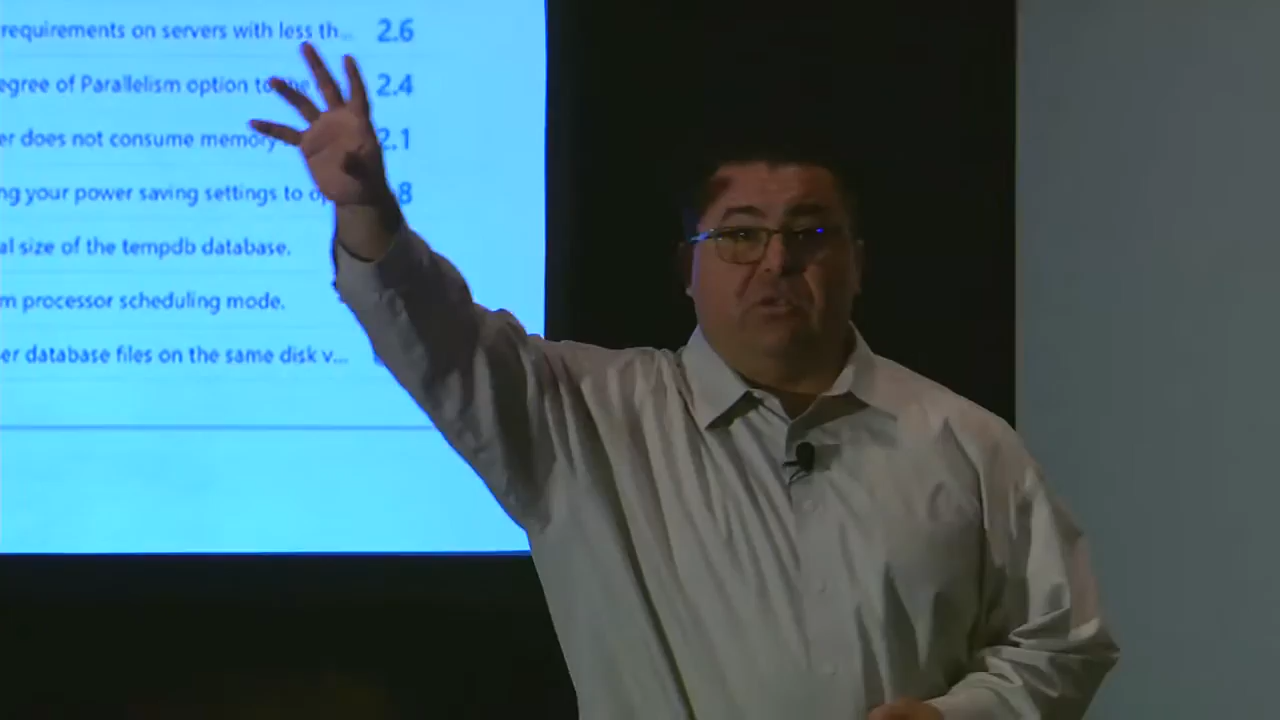 requirements on servers with less th... 2.6
egree of Parallelism option to 2.4
er does not consume memory 2.1
ng your power saving settings to 8
al size of the tempdb database.
m processor scheduling mode.
er database files on the same disk v...